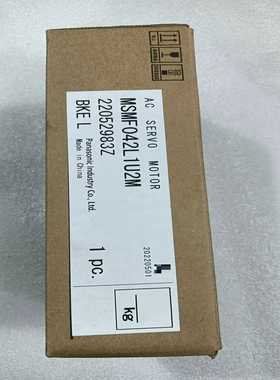 AC SERVO MOTOR
MSMF042L1U2M
22052983Z
BKE L
Panasonic Industry Co., Ltd.
Made in China
1 pc.
20220501
kg